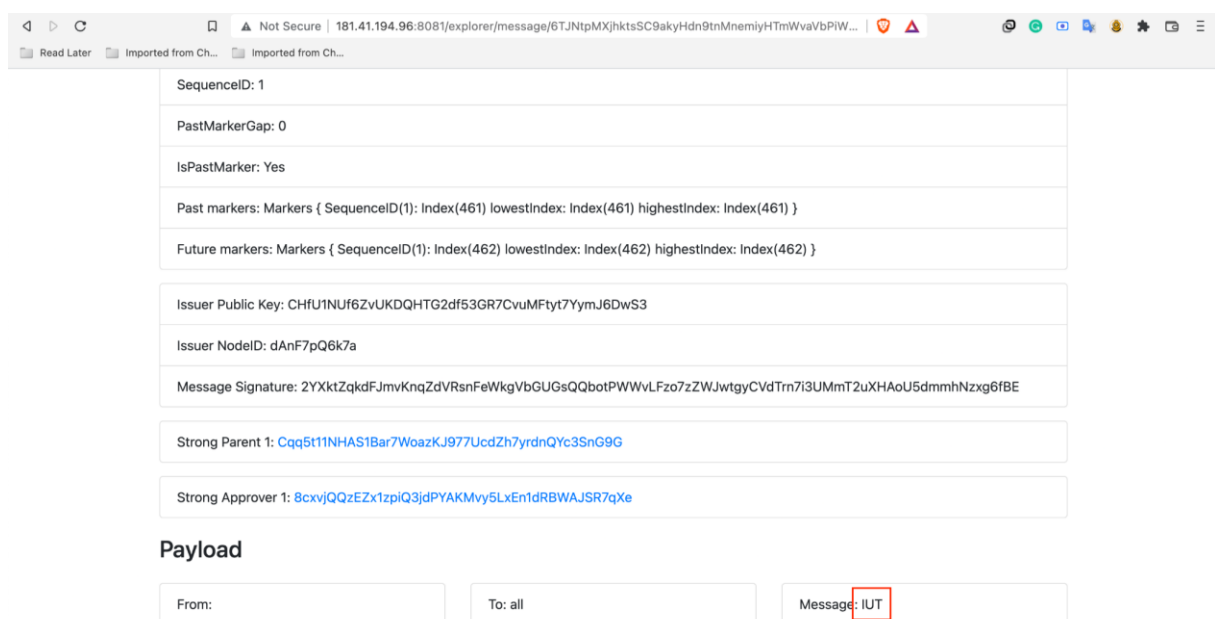 Not Secure | 181.41.194.96:8081/explorer/message/6TJNtpMXjhktsSC9akyHdn9tnMnemiyHTmWvaVbPiW...
Read Later Imported from Ch... Imported from Ch...
SequenceID: 1
PastMarkerGap: 0
IsPastMarker: Yes
Past markers: Markers { SequenceID(1): Index(461) lowestIndex: Index(461) highestIndex: Index(461) }
Future markers: Markers { SequenceID(1): Index(462) lowestIndex: Index(462) highestIndex: Index(462) }
Issuer Public Key: CHfU1NUf6ZvUKDQHTG2df53GR7CvuMFtyt7YymJ6DwS3
Issuer NodeID: dAnF7pQ6k7a
Message Signature: 2YXktZqkdFJmvKnqZdVRsnFeWkgVbGUGsQQbotPWWvLFzo7zZWJwtgyCVdTrn7i3UMmT2uXHAoU5dmmhNzxg6fBE
Strong Parent 1: Cqq5t11NHAS1Bar7WoazKJ977UcdZh7yrdnQYc3SnG9G
Strong Approver 1: 8cxvjQQzEZx1zpiQ3jdPYAKMvy5LxEn1dRBWAJSR7qXe
Payload
From: To: all Message: IUT